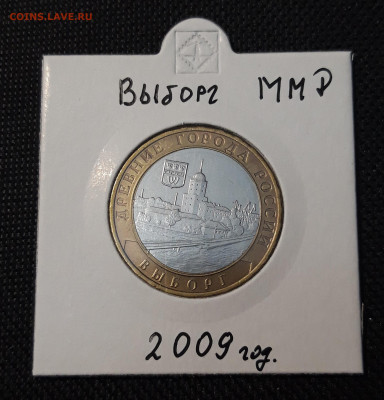 COINS.LAVE.RU
Выборг ММД
ДРЕВНИЕ ГОРОДА РОССИИ
ВЫБОРГ
2009 год.